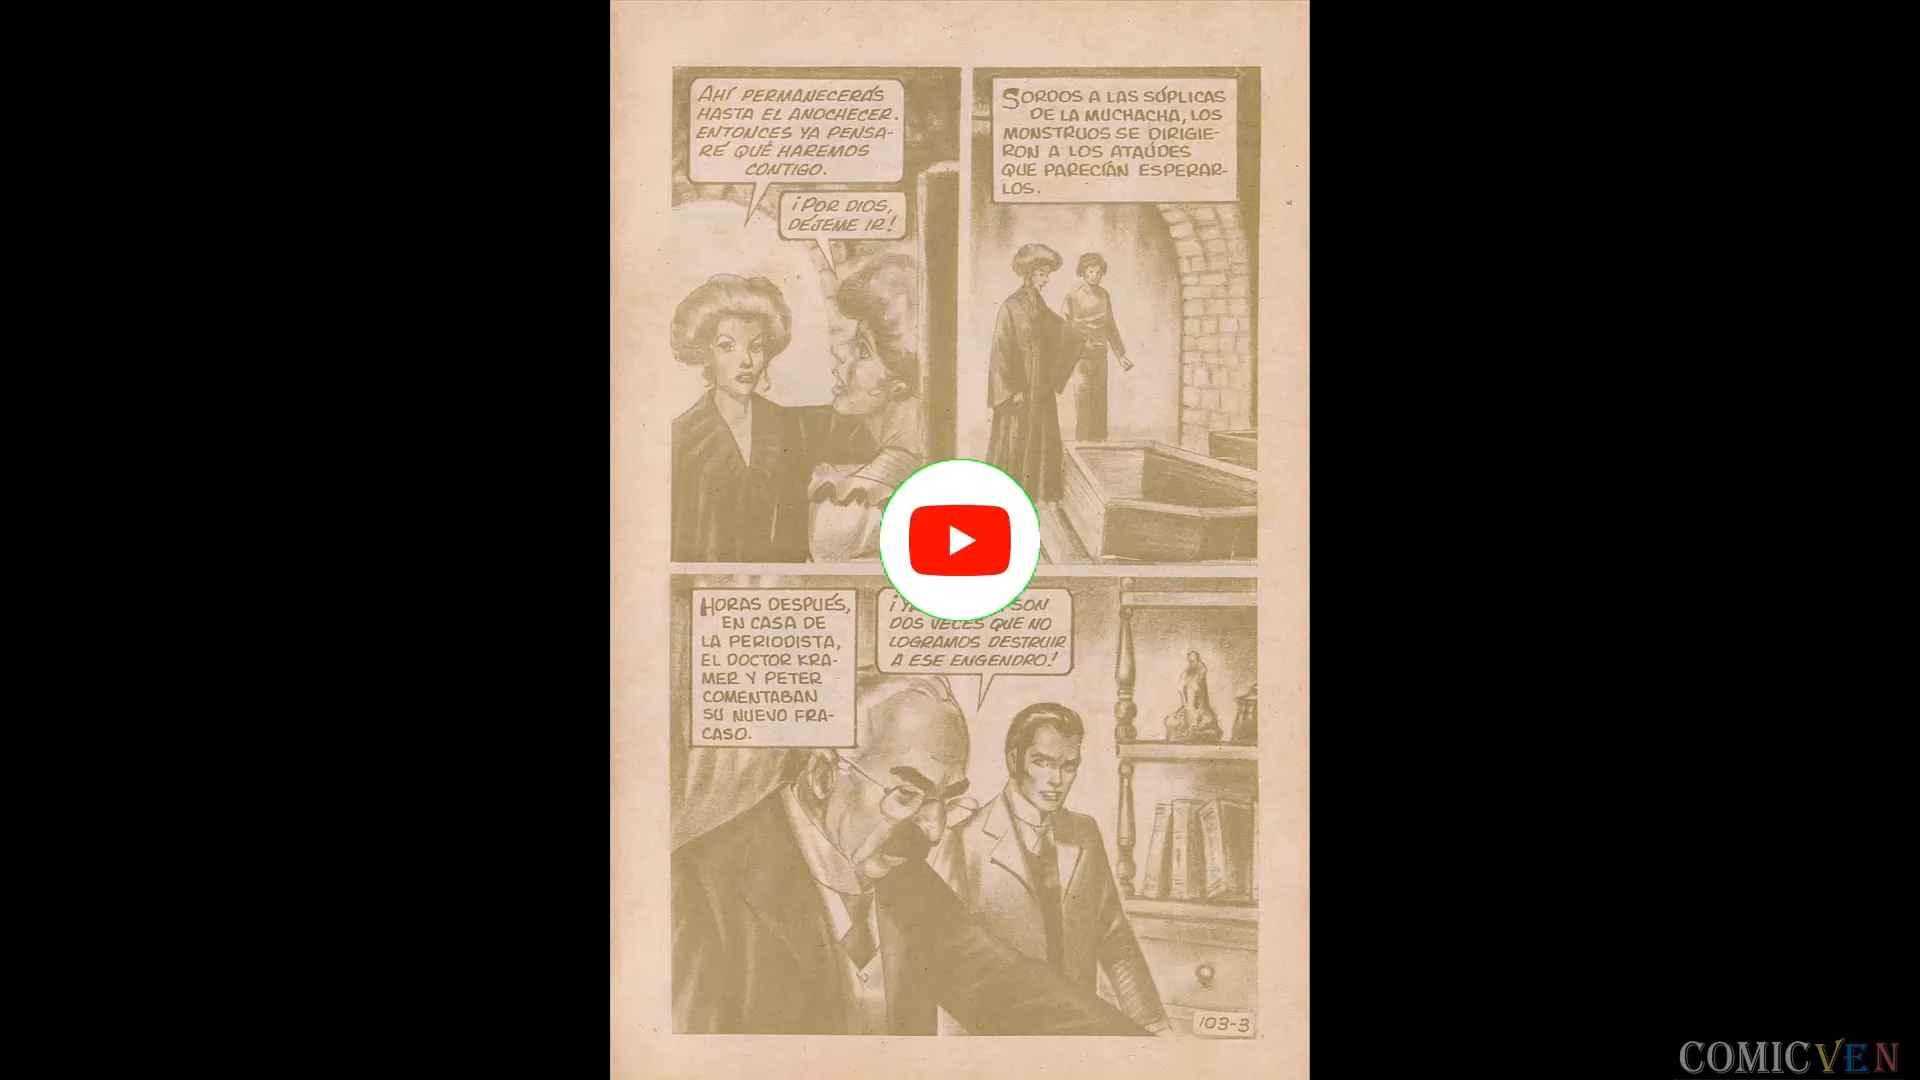 AHÍ PERMANECERÁS
HASTA EL ANOCHECER.
ENTONCES YA PENSA-
RÉ QUÉ HAREMOS
CONTIGO.
¡POR DIOS,
DÉJEME IR!
SORDOS A LAS SÚPLICAS
DE LA MUCHACHA, LOS
MONSTRUOS SE DIRIGIE-
RON A LOS ATAÚDES
QUE PARECÍAN ESPERAR-
LOS.
HORAS DESPUÉS,
EN CASA DE
LA PERIODISTA,
EL DOCTOR KRA-
MER Y PETER
COMENTABAN
SU NUEVO FRA-
CASO.
SON
DOS VECES QUE NO
LOGRAMOS DESTRUIR
A ESE ENGENDRO!
103-3
COMICVEN